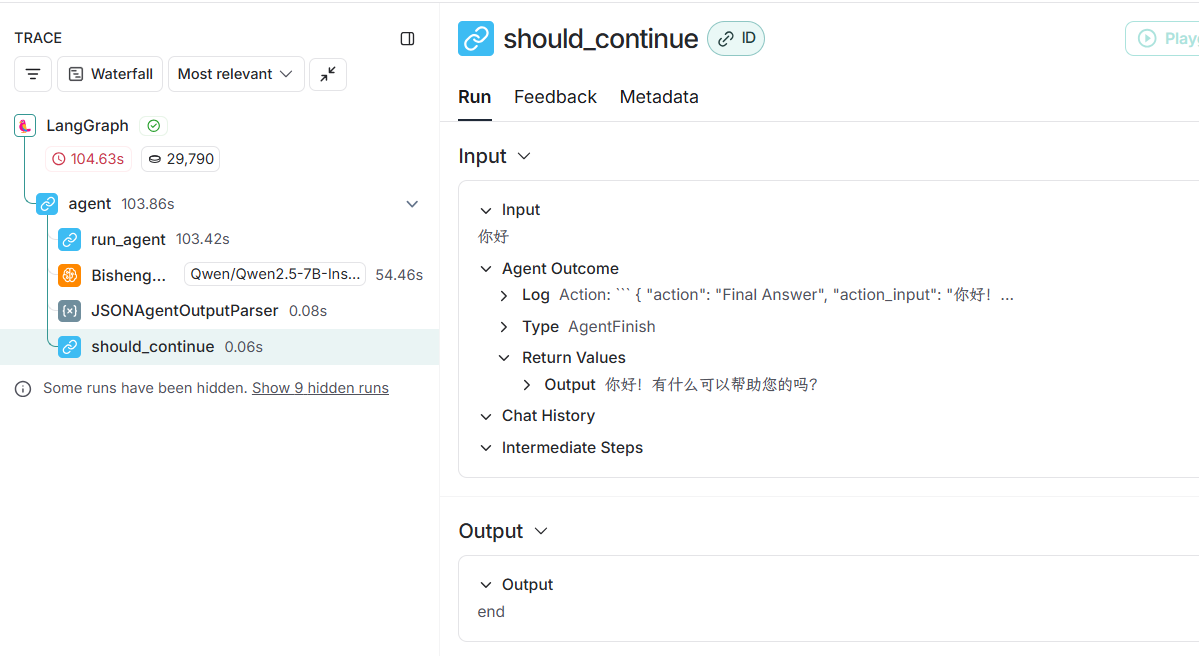 TRACE
Waterfall
Most relevant
LangGraph
104.63s
29,790
agent 103.86s
run_agent 103.42s
Bisheng... Qwen/Qwen2.5-7B-Ins... 54.46s
JSONAgentOutputParser 0.08s
should_continue 0.06s
Some runs have been hidden. Show 9 hidden runs
should_continue ID
Play
Run Feedback Metadata
Input
Input
你好
Agent Outcome
Log Action: ``` { "action": "Final Answer", "action_input": "你好！ ...
Type AgentFinish
Return Values
Output 你好！有什么可以帮助您的吗?
Chat History
Intermediate Steps
Output
Output
end